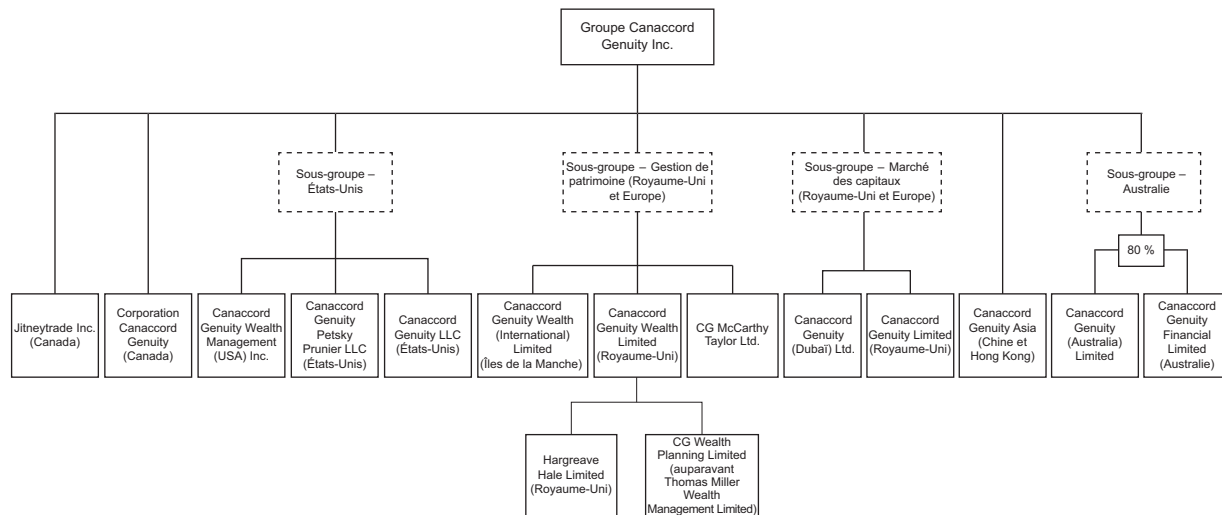 Groupe Canaccord
Genuity Inc.
Sous-groupe –
États-Unis
Sous-groupe – Gestion de
patrimoine (Royaume-Uni
et Europe)
Sous-groupe – Marché
des capitaux
(Royaume-Uni et Europe)
Sous-groupe –
Australie
80 %
Jitneytrade Inc.
(Canada)
Corporation
Canaccord
Genuity
(Canada)
Canaccord
Genuity Wealth
Management
(USA) Inc.
Canaccord
Genuity
Petsky
Prunier LLC
(États-Unis)
Canaccord
Genuity LLC
(États-Unis)
Canaccord
Genuity Wealth
(International)
Limited
(Îles de la Manche)
Canaccord
Genuity Wealth
Limited
(Royaume-Uni)
CG McCarthy
Taylor Ltd.
Canaccord
Genuity
(Dubaï) Ltd.
Canaccord
Genuity Limited
(Royaume-Uni)
Canaccord
Genuity Asia
(Chine et
Hong Kong)
Canaccord
Genuity
(Australia)
Limited
Canaccord
Genuity
Financial
Limited
(Australie)
Hargreave
Hale Limited
(Royaume-Uni)
CG Wealth
Planning Limited
(auparavant
Thomas Miller
Wealth
Management Limited)